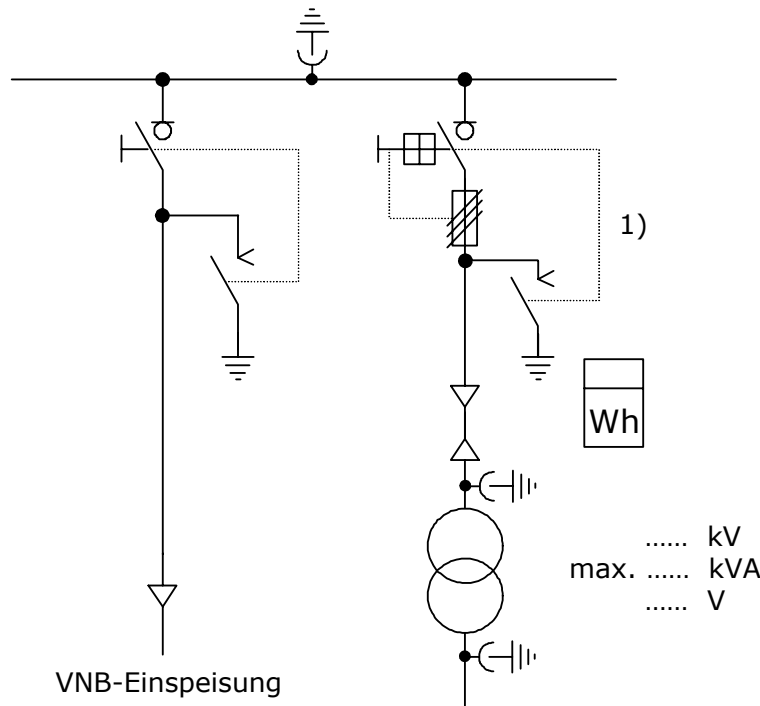 1)
Wh
...... kV
max. ...... kVA
...... V
VNB-Einspeisung